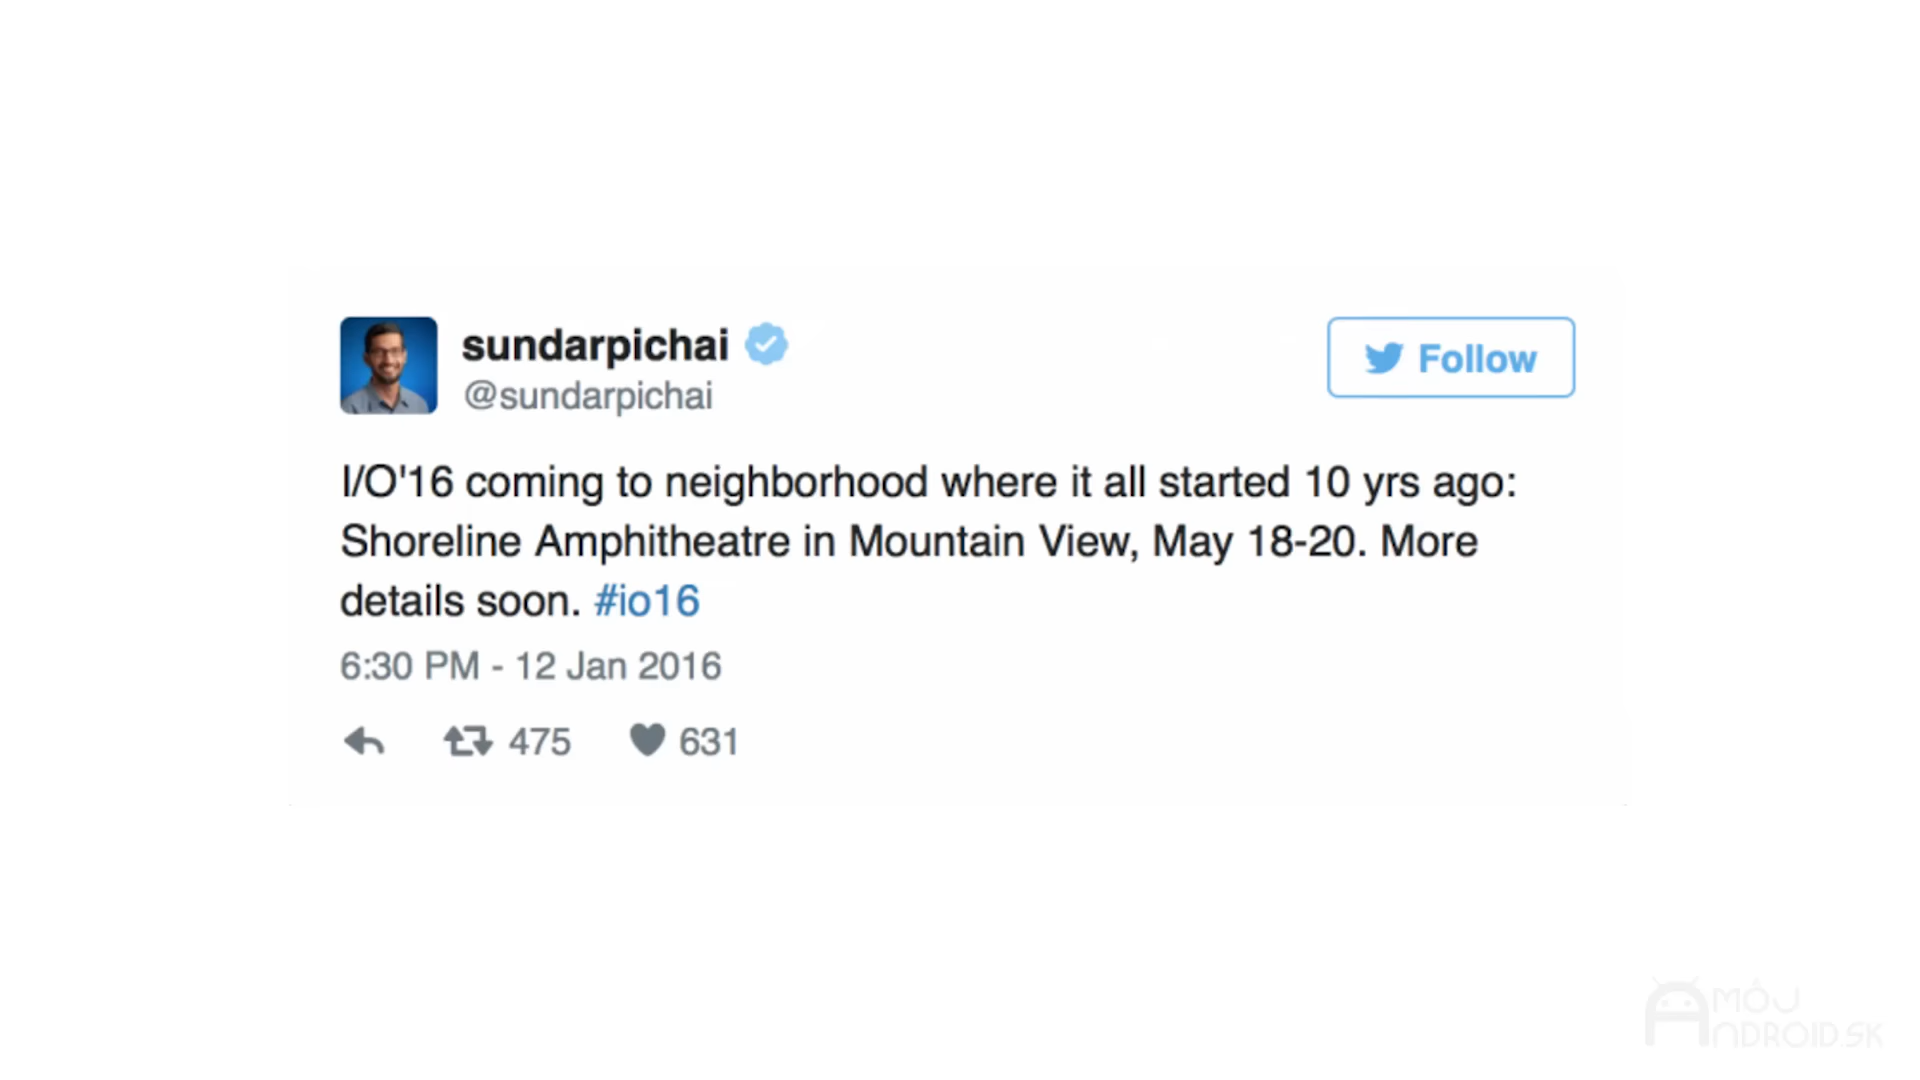 sundarpichai
@sundarpichai
Follow
I/O'16 coming to neighborhood where it all started 10 yrs ago:
Shoreline Amphitheatre in Mountain View, May 18-20. More
details soon. #io16
6:30 PM - 12 Jan 2016
475 631
MÔJ
ANDROID.SK